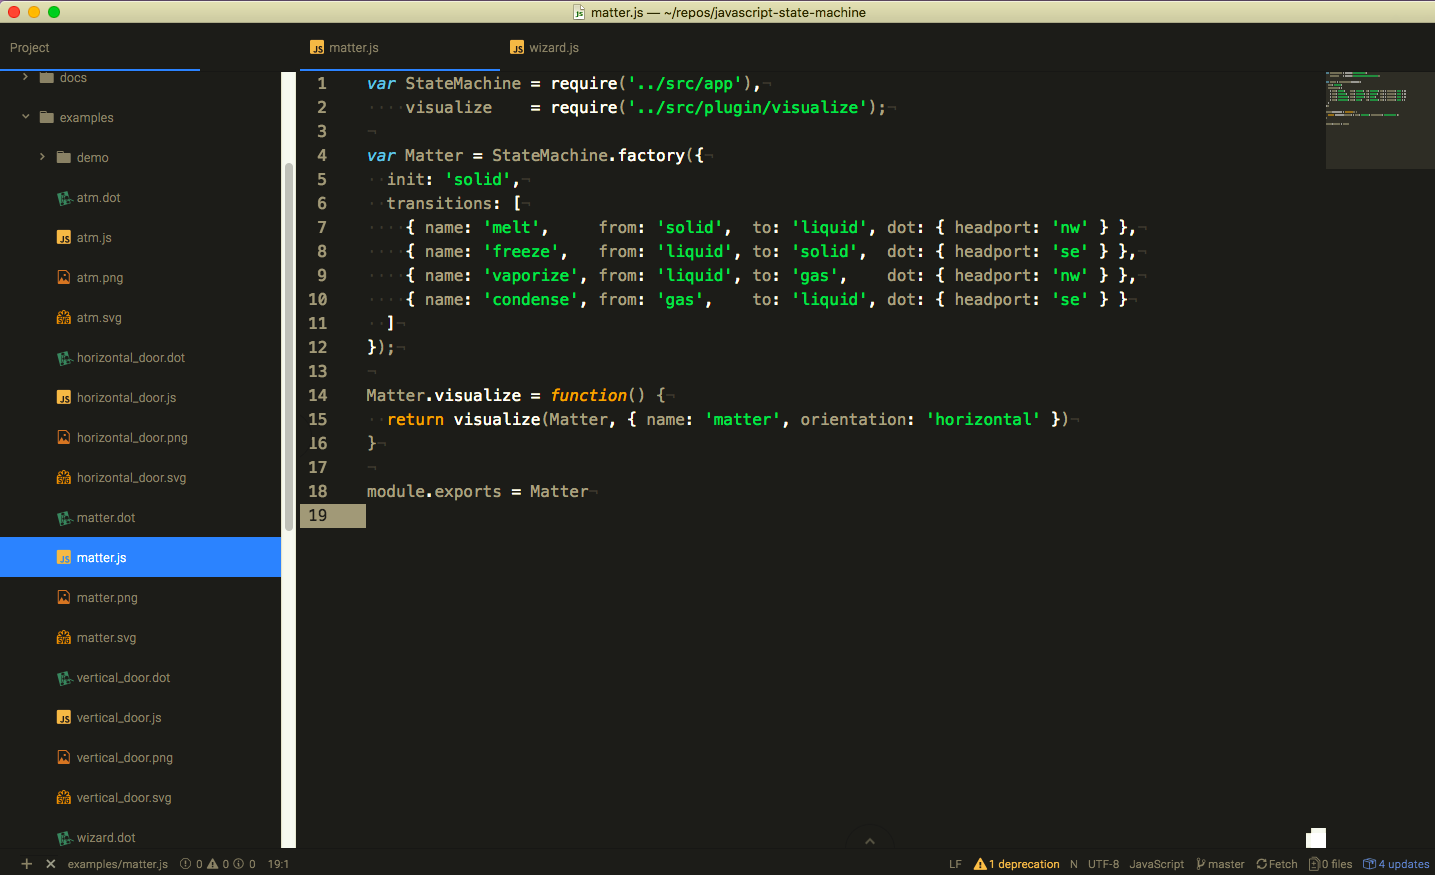 matter.js — ~/repos/javascript-state-machine
Project
matter.js
wizard.js
docs
examples
demo
atm.dot
atm.js
atm.png
atm.svg
horizontal_door.dot
horizontal_door.js
horizontal_door.png
horizontal_door.svg
matter.dot
matter.js
matter.png
matter.svg
vertical_door.dot
vertical_door.js
vertical_door.png
vertical_door.svg
wizard.dot
1 var StateMachine = require('../src/app'),¬
2 ····visualize    = require('../src/plugin/visualize');¬
3 ¬
4 var Matter = StateMachine.factory({¬
5 ··init: 'solid',¬
6 ··transitions: [¬
7 ····{ name: 'melt',     from: 'solid',  to: 'liquid', dot: { headport: 'nw' } },¬
8 ····{ name: 'freeze',   from: 'liquid', to: 'solid',  dot: { headport: 'se' } },¬
9 ····{ name: 'vaporize', from: 'liquid', to: 'gas',    dot: { headport: 'nw' } },¬
10 ····{ name: 'condense', from: 'gas',    to: 'liquid', dot: { headport: 'se' } }¬
11 ··]¬
12 });¬
13 ¬
14 Matter.visualize = function() {¬
15 ··return visualize(Matter, { name: 'matter', orientation: 'horizontal' })¬
16 }¬
17 ¬
18 module.exports = Matter¬
19
examples/matter.js 0 0 0 19:1
LF 1 deprecation N UTF-8 JavaScript master Fetch 0 files 4 updates